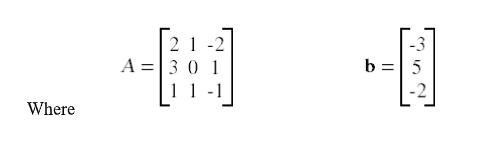 2 1 -2
A = 3 0 1
1 1 -1
-3
b = 5
-2
Where